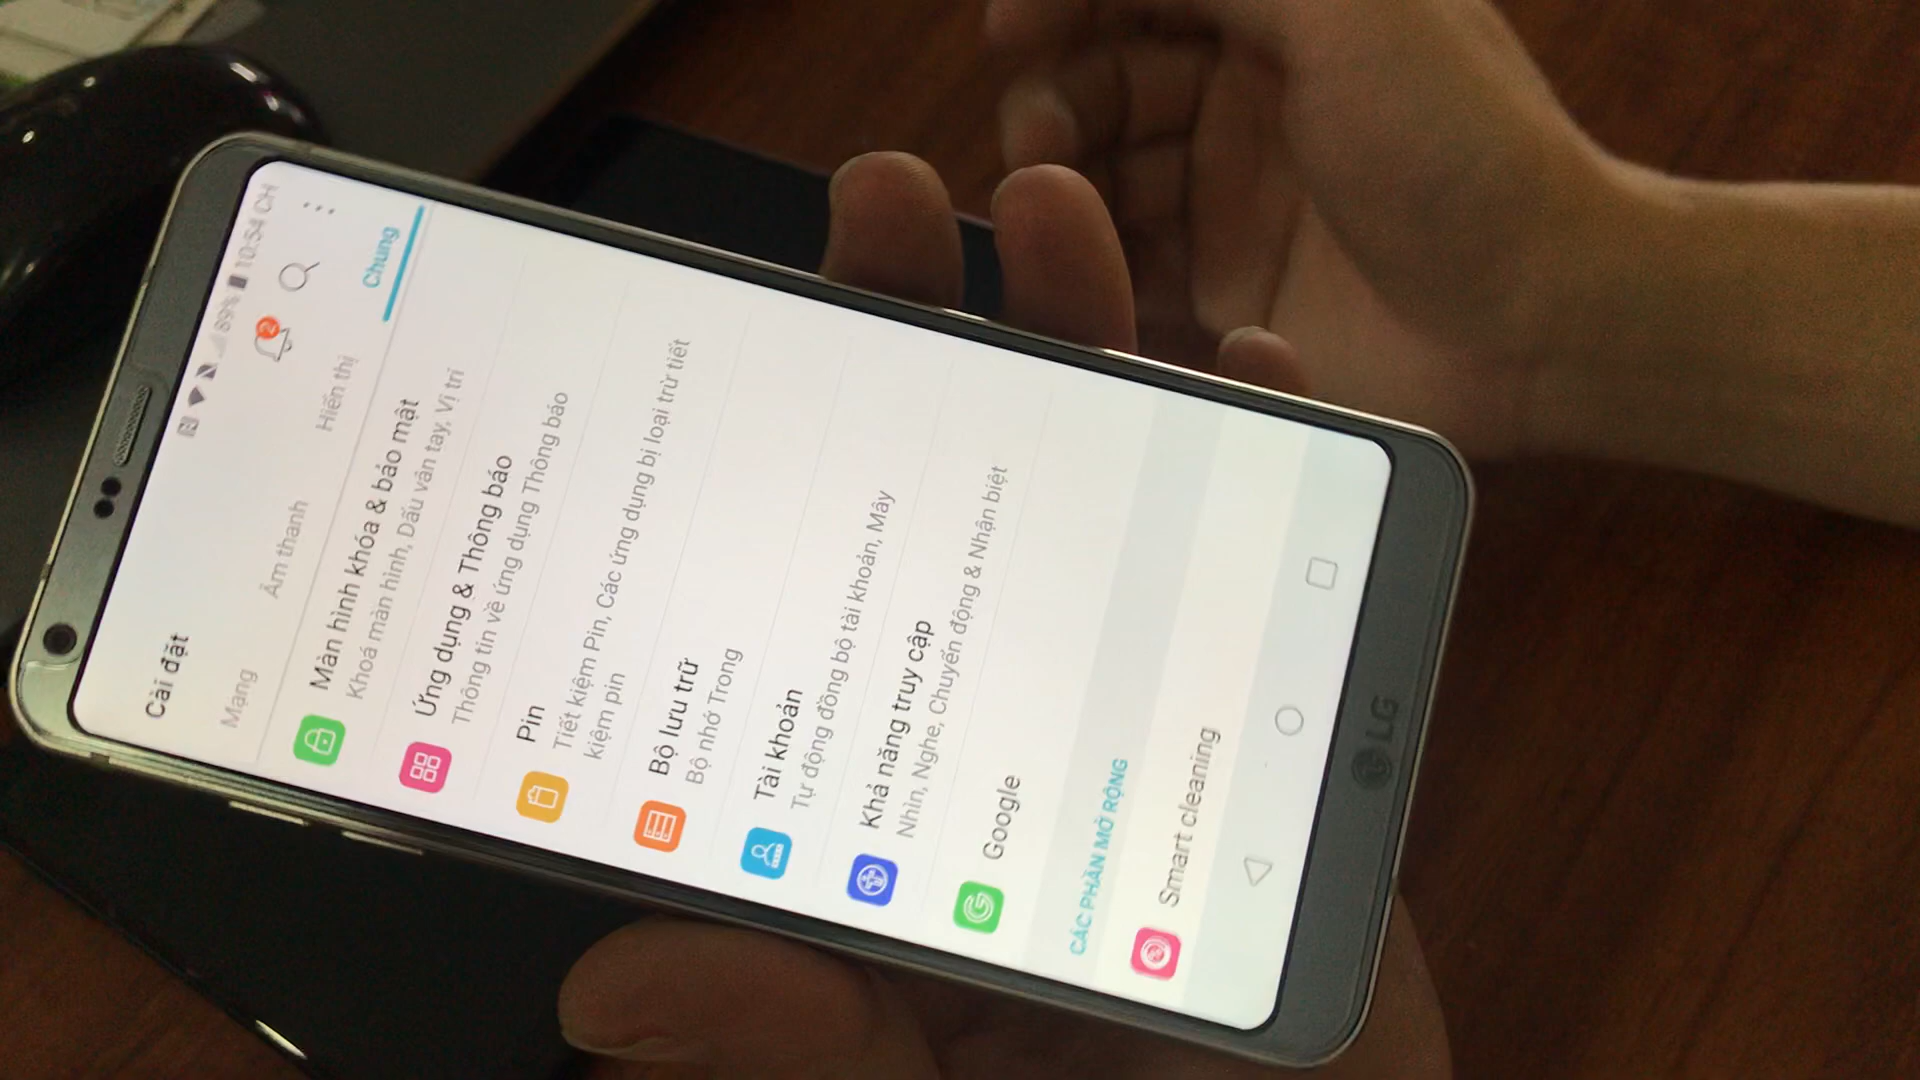 89% 10:54 CH
Cài đặt
2
Mạng Âm thanh Hiển thị Chung
Màn hình khóa & bảo mật
Khoá màn hình, Dấu vân tay, Vị trí
Ứng dụng & Thông báo
Thông tin về ứng dụng Thông báo
Pin
Tiết kiệm Pin, Các ứng dụng bị loại trừ tiết
kiệm pin
Bộ lưu trữ
Bộ nhớ Trong
Tài khoản
Tự động đồng bộ tài khoản, Mây
Khả năng truy cập
Nhìn, Nghe, Chuyển động & Nhận biết
Google
CÁC PHẦN MỞ RỘNG
Smart cleaning
LG